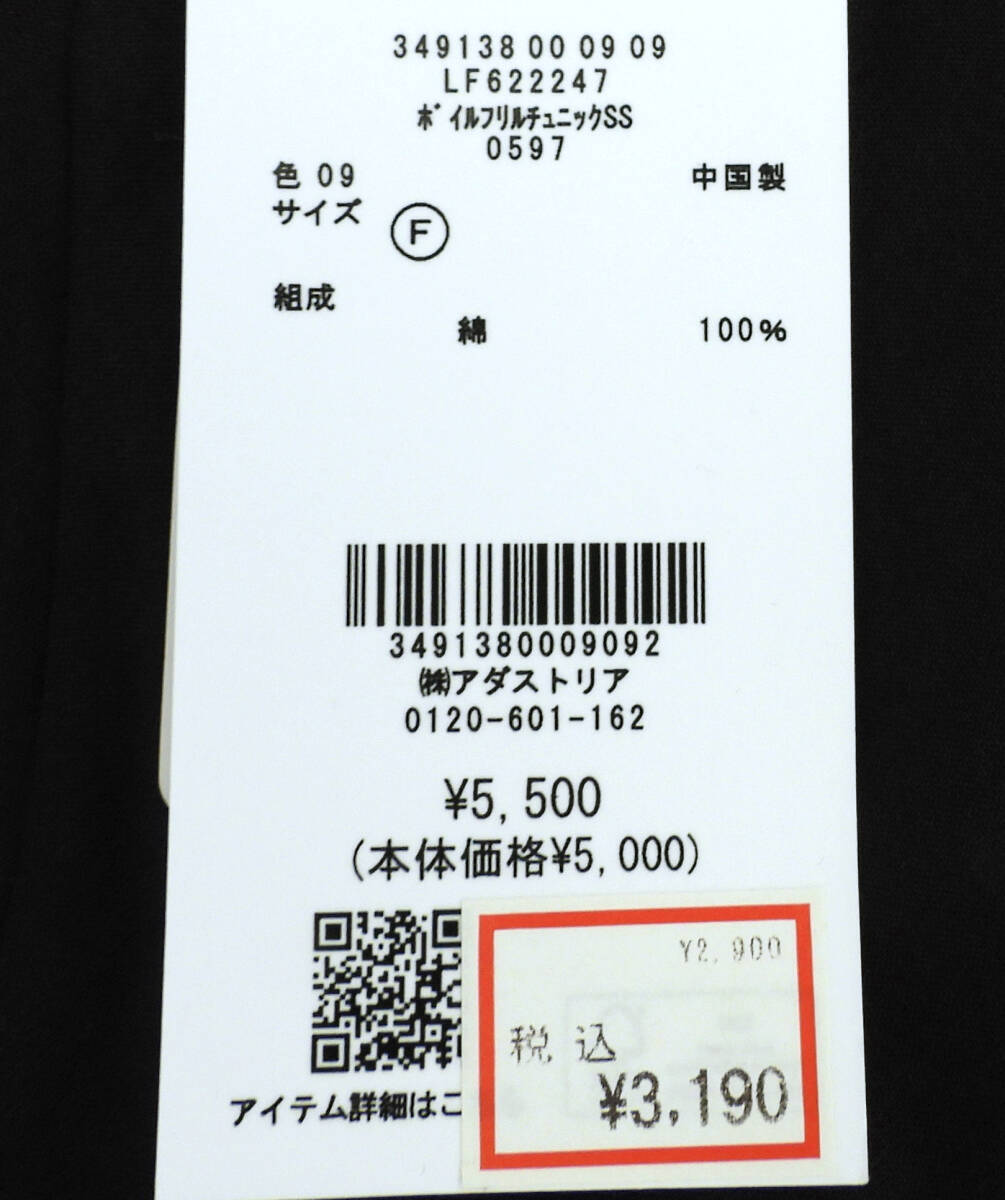 349138 00 09 09
LF622247
ボイルフリルチュニックSS
0597
色 09 中国製
サイズ Ⓕ
組成
綿 100%
3491380009092
㈱アダストリア
0120-601-162
¥5,500
(本体価格¥5,000)
¥2,900
税込
¥3,190
アイテム詳細はこ